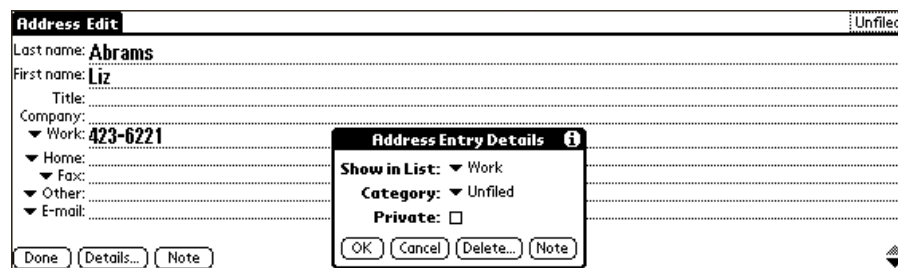 Address Edit Unfiled
Last name: Abrams
First name: Liz
Title:
Company:
Work: 423-6221
Home:
Fax:
Other:
E-mail:
Done Details... Note
Address Entry Details i
Show in List: Work
Category: Unfiled
Private:
OK Cancel Delete... Note